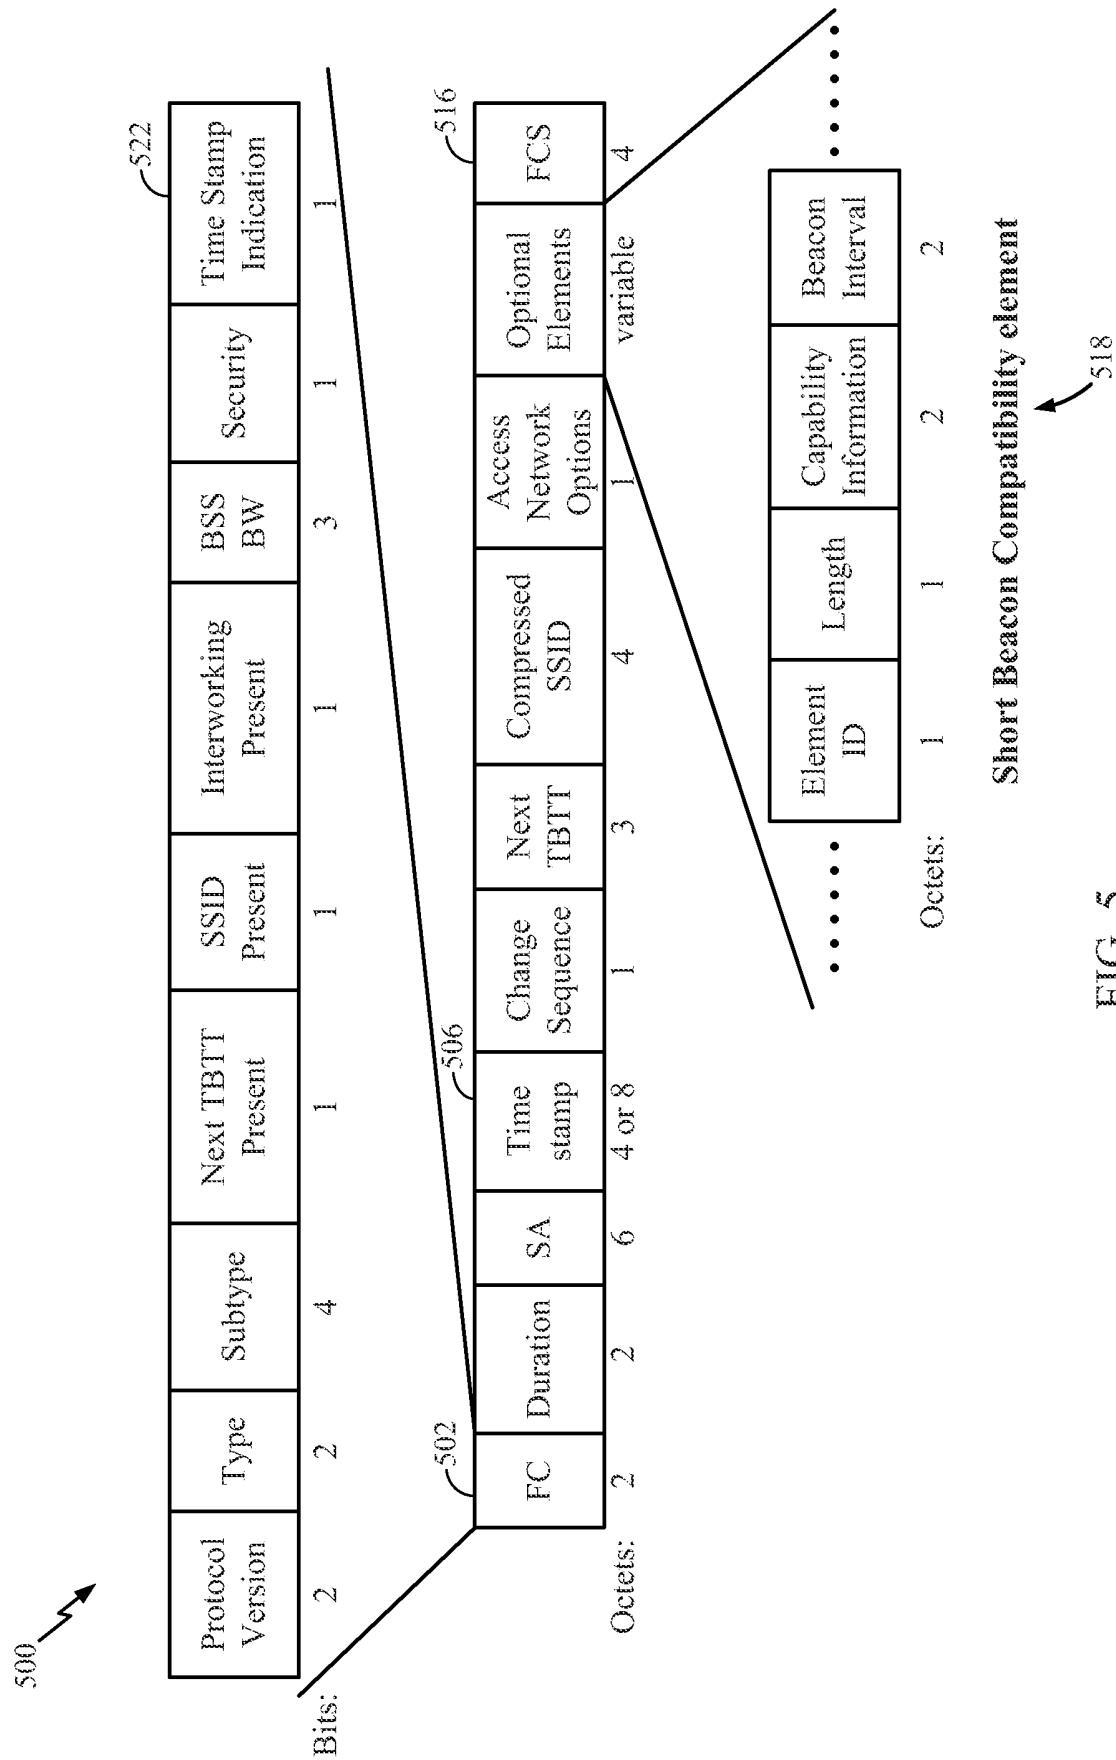 500
522
Protocol
Version
Type
Subtype
Next TBTT
Present
SSID
Present
Interworking
Present
BSS
BW
Security
Time Stamp
Indication
Bits:
2
2
4
1
1
1
3
1
1
502
506
516
FC
Duration
SA
Time
stamp
Change
Sequence
Next
TBTT
Compressed
SSID
Access
Network
Options
Optional
Elements
FCS
Octets:
2
2
6
4 or 8
1
3
4
1
variable
4
Element
ID
Length
Capability
Information
Beacon
Interval
Octets:
1
1
2
2
Short Beacon Compatibility element
518
FIG. 5